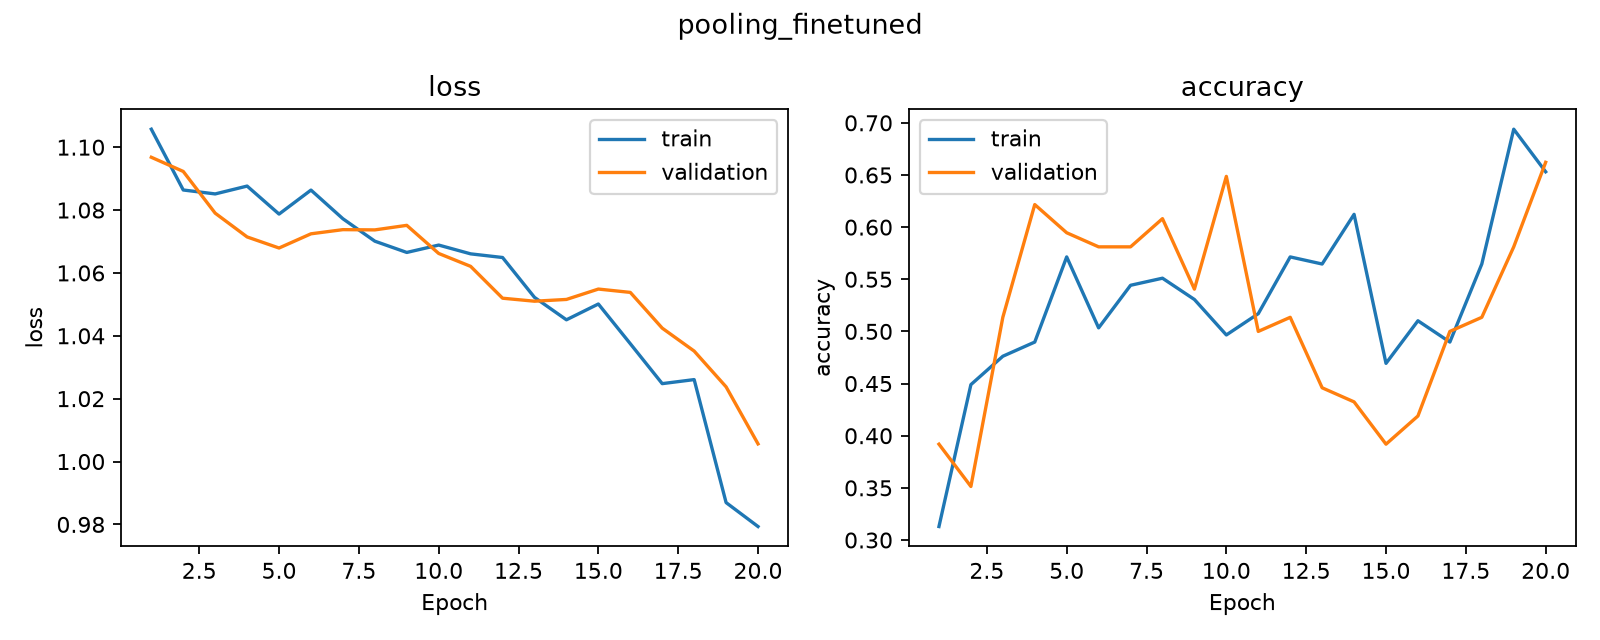 pooling_finetuned
loss
1.10
1.08
1.06
1.04
1.02
1.00
0.98
loss
train
validation
2.5 5.0 7.5 10.0 12.5 15.0 17.5 20.0
Epoch
accuracy
0.70
0.65
0.60
0.55
0.50
0.45
0.40
0.35
0.30
accuracy
train
validation
2.5 5.0 7.5 10.0 12.5 15.0 17.5 20.0
Epoch